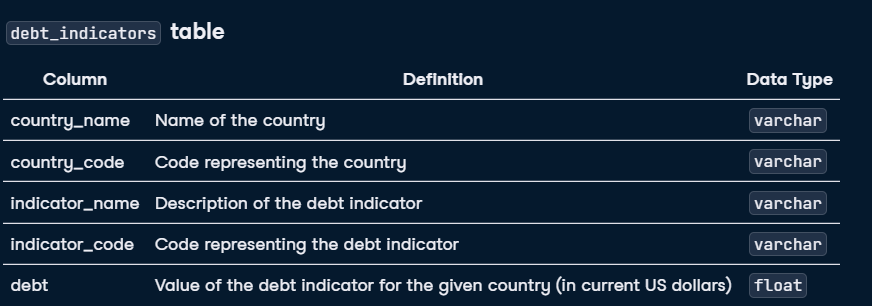 debt_indicators table
Column Definition Data Type
country_name Name of the country varchar
country_code Code representing the country varchar
indicator_name Description of the debt indicator varchar
indicator_code Code representing the debt indicator varchar
debt Value of the debt indicator for the given country (in current US dollars) float